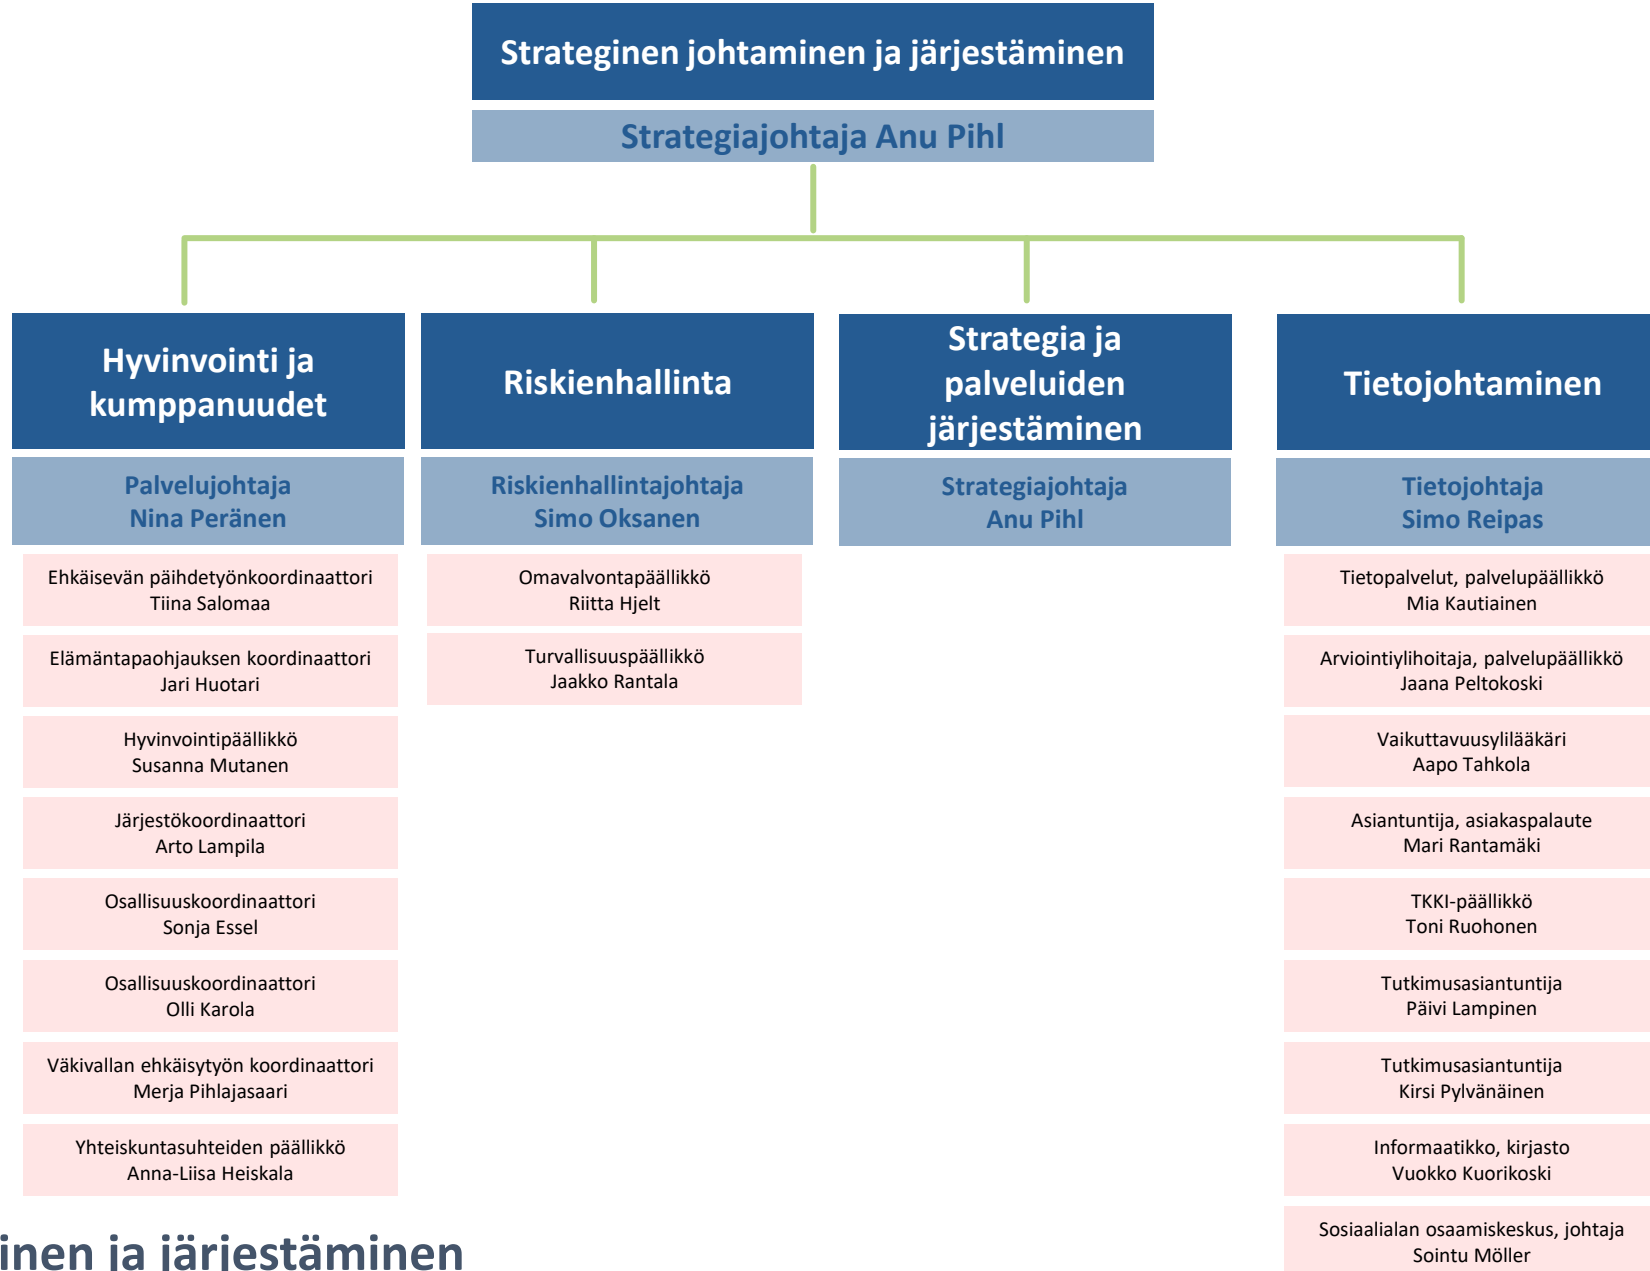 Strateginen johtaminen ja järjestäminen
Strategiajohtaja Anu Pihl
Hyvinvointi ja
kumppanuudet
Palvelujohtaja
Nina Peränen
Ehkäisevän päihdetyönkoordinaattori
Tiina Salomaa
Elämäntapaohjauksen koordinaattori
Jari Huotari
Hyvinvointipäällikkö
Susanna Mutanen
Järjestökoordinaattori
Arto Lampila
Osallisuuskoordinaattori
Sonja Essel
Osallisuuskoordinaattori
Olli Karola
Väkivallan ehkäisytyön koordinaattori
Merja Pihlajasaari
Yhteiskuntasuhteiden päällikkö
Anna-Liisa Heiskala
Riskienhallinta
Riskienhallintajohtaja
Simo Oksanen
Omavalvontapäällikkö
Riitta Hjelt
Turvallisuuspäällikkö
Jaakko Rantala
Strategia ja
palveluiden
järjestäminen
Strategiajohtaja
Anu Pihl
Tietojohtaminen
Tietojohtaja
Simo Reipas
Tietopalvelut, palvelupäällikkö
Mia Kautiainen
Arviointiylihoitaja, palvelupäällikkö
Jaana Peltokoski
Vaikuttavuusylilääkäri
Aapo Tahkola
Asiantuntija, asiakaspalaute
Mari Rantamäki
TKKI-päällikkö
Toni Ruohonen
Tutkimusasiantuntija
Päivi Lampinen
Tutkimusasiantuntija
Kirsi Pylvänäinen
Informaatikko, kirjasto
Vuokko Kuorikoski
Sosiaalialan osaamiskeskus, johtaja
Sointu Möller
inen ja järjestäminen